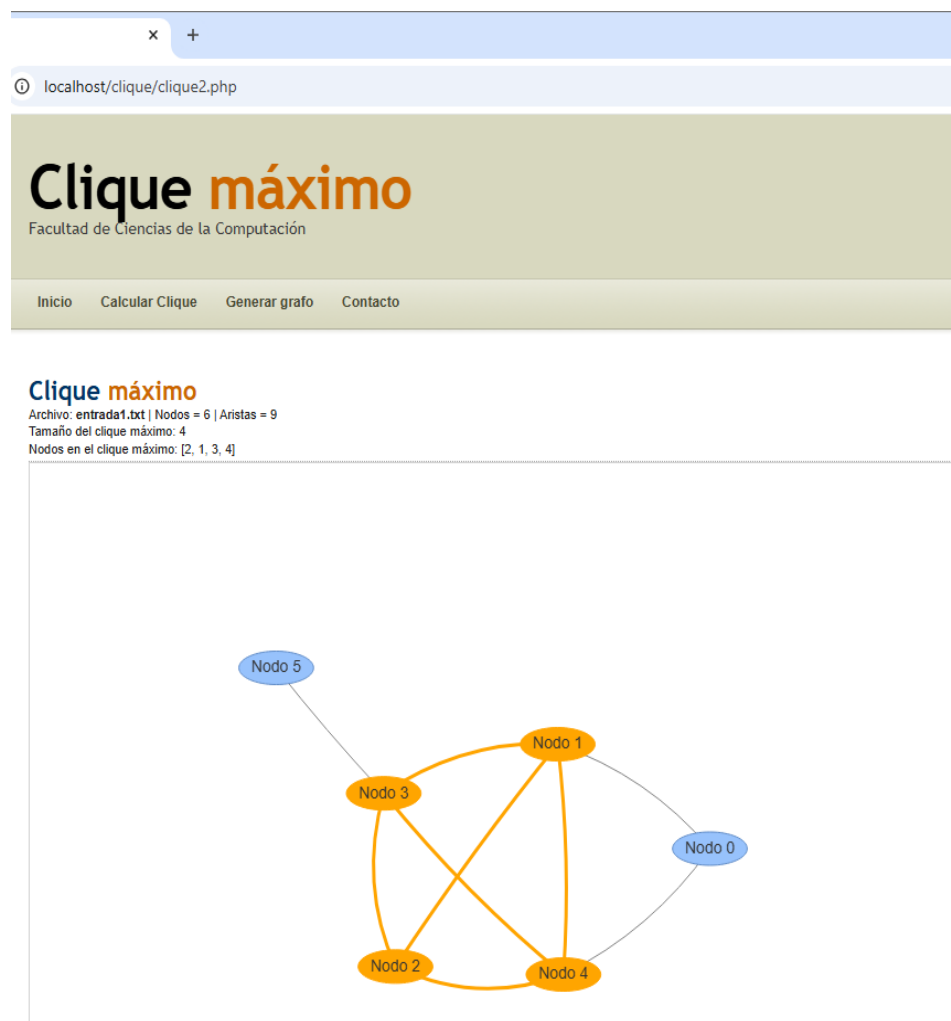 × +
localhost/clique/clique2.php
Clique máximo
Facultad de Ciencias de la Computación
Inicio Calcular Clique Generar grafo Contacto
Clique máximo
Archivo: entrada1.txt | Nodos = 6 | Aristas = 9
Tamaño del clique máximo: 4
Nodos en el clique máximo: [2, 1, 3, 4]
Nodo 5
Nodo 1
Nodo 3
Nodo 0
Nodo 2
Nodo 4